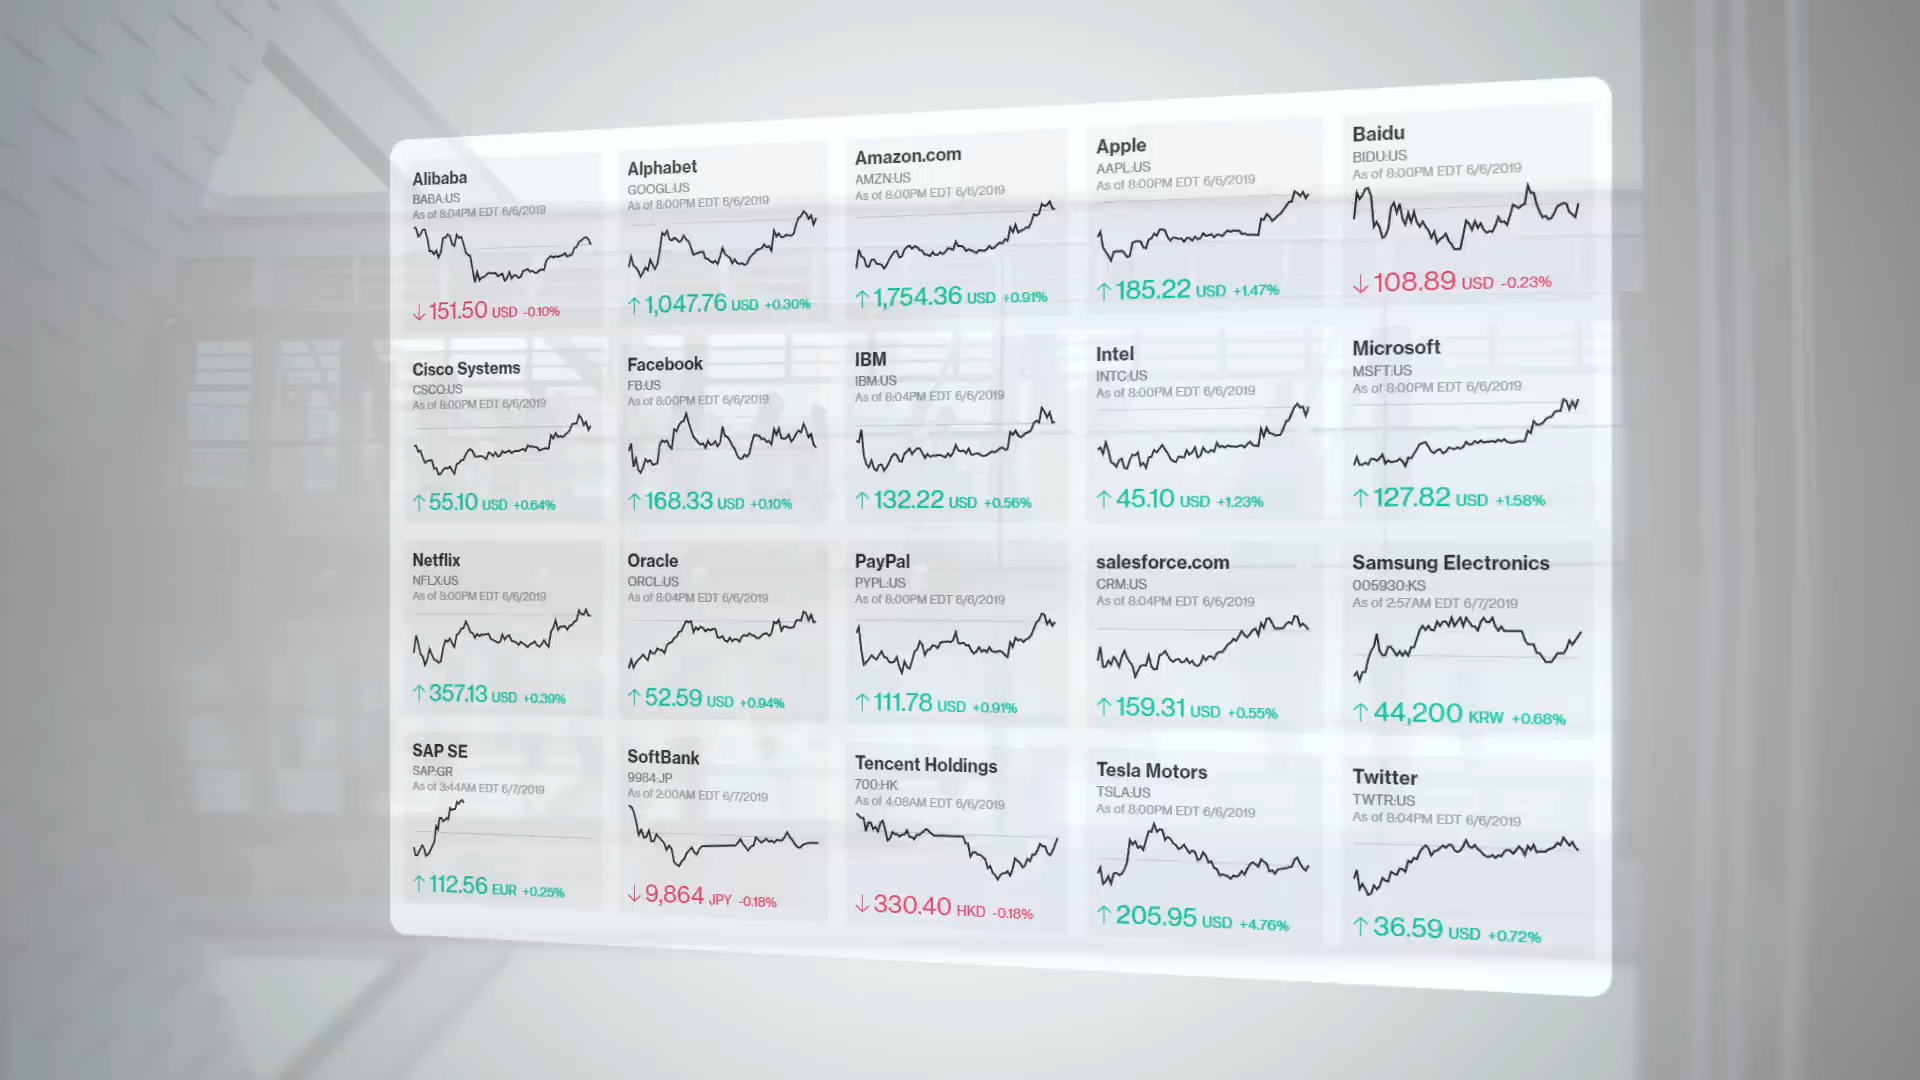 Alibaba
BABA:US
As of 8:04PM EDT 6/6/2019
↓151.50 USD -0.10%
Alphabet
GOOGL:US
As of 8:00PM EDT 6/6/2019
↑1,047.76 USD +0.30%
Amazon.com
AMZN:US
As of 8:00PM EDT 6/6/2019
↑1,754.36 USD +0.91%
Apple
AAPL:US
As of 8:00PM EDT 6/6/2019
↑185.22 USD +1.47%
Baidu
BIDU:US
As of 8:00PM EDT 6/6/2019
↓108.89 USD -0.23%
Cisco Systems
CSCO:US
As of 8:00PM EDT 6/6/2019
↑55.10 USD +0.64%
Facebook
FB:US
As of 8:00PM EDT 6/6/2019
↑168.33 USD +0.10%
IBM
IBM:US
As of 8:04PM EDT 6/6/2019
↑132.22 USD +0.56%
Intel
INTC:US
As of 8:00PM EDT 6/6/2019
↑45.10 USD +1.23%
Microsoft
MSFT:US
As of 8:00PM EDT 6/6/2019
↑127.82 USD +1.58%
Netflix
NFLX:US
As of 8:00PM EDT 6/6/2019
↑357.13 USD +0.39%
Oracle
ORCL:US
As of 8:04PM EDT 6/6/2019
↑52.59 USD +0.94%
PayPal
PYPL:US
As of 8:00PM EDT 6/6/2019
↑111.78 USD +0.91%
salesforce.com
CRM:US
As of 8:04PM EDT 6/6/2019
↑159.31 USD +0.55%
Samsung Electronics
005930:KS
As of 2:57AM EDT 6/7/2019
↑44,200 KRW +0.68%
SAP SE
SAP:GR
As of 3:44AM EDT 6/7/2019
↑112.56 EUR +0.25%
SoftBank
9984:JP
As of 2:00AM EDT 6/7/2019
↓9,864 JPY -0.18%
Tencent Holdings
700:HK
As of 4:08AM EDT 6/6/2019
↓330.40 HKD -0.18%
Tesla Motors
TSLA:US
As of 8:00PM EDT 6/6/2019
↑205.95 USD +4.76%
Twitter
TWTR:US
As of 8:04PM EDT 6/6/2019
↑36.59 USD +0.72%